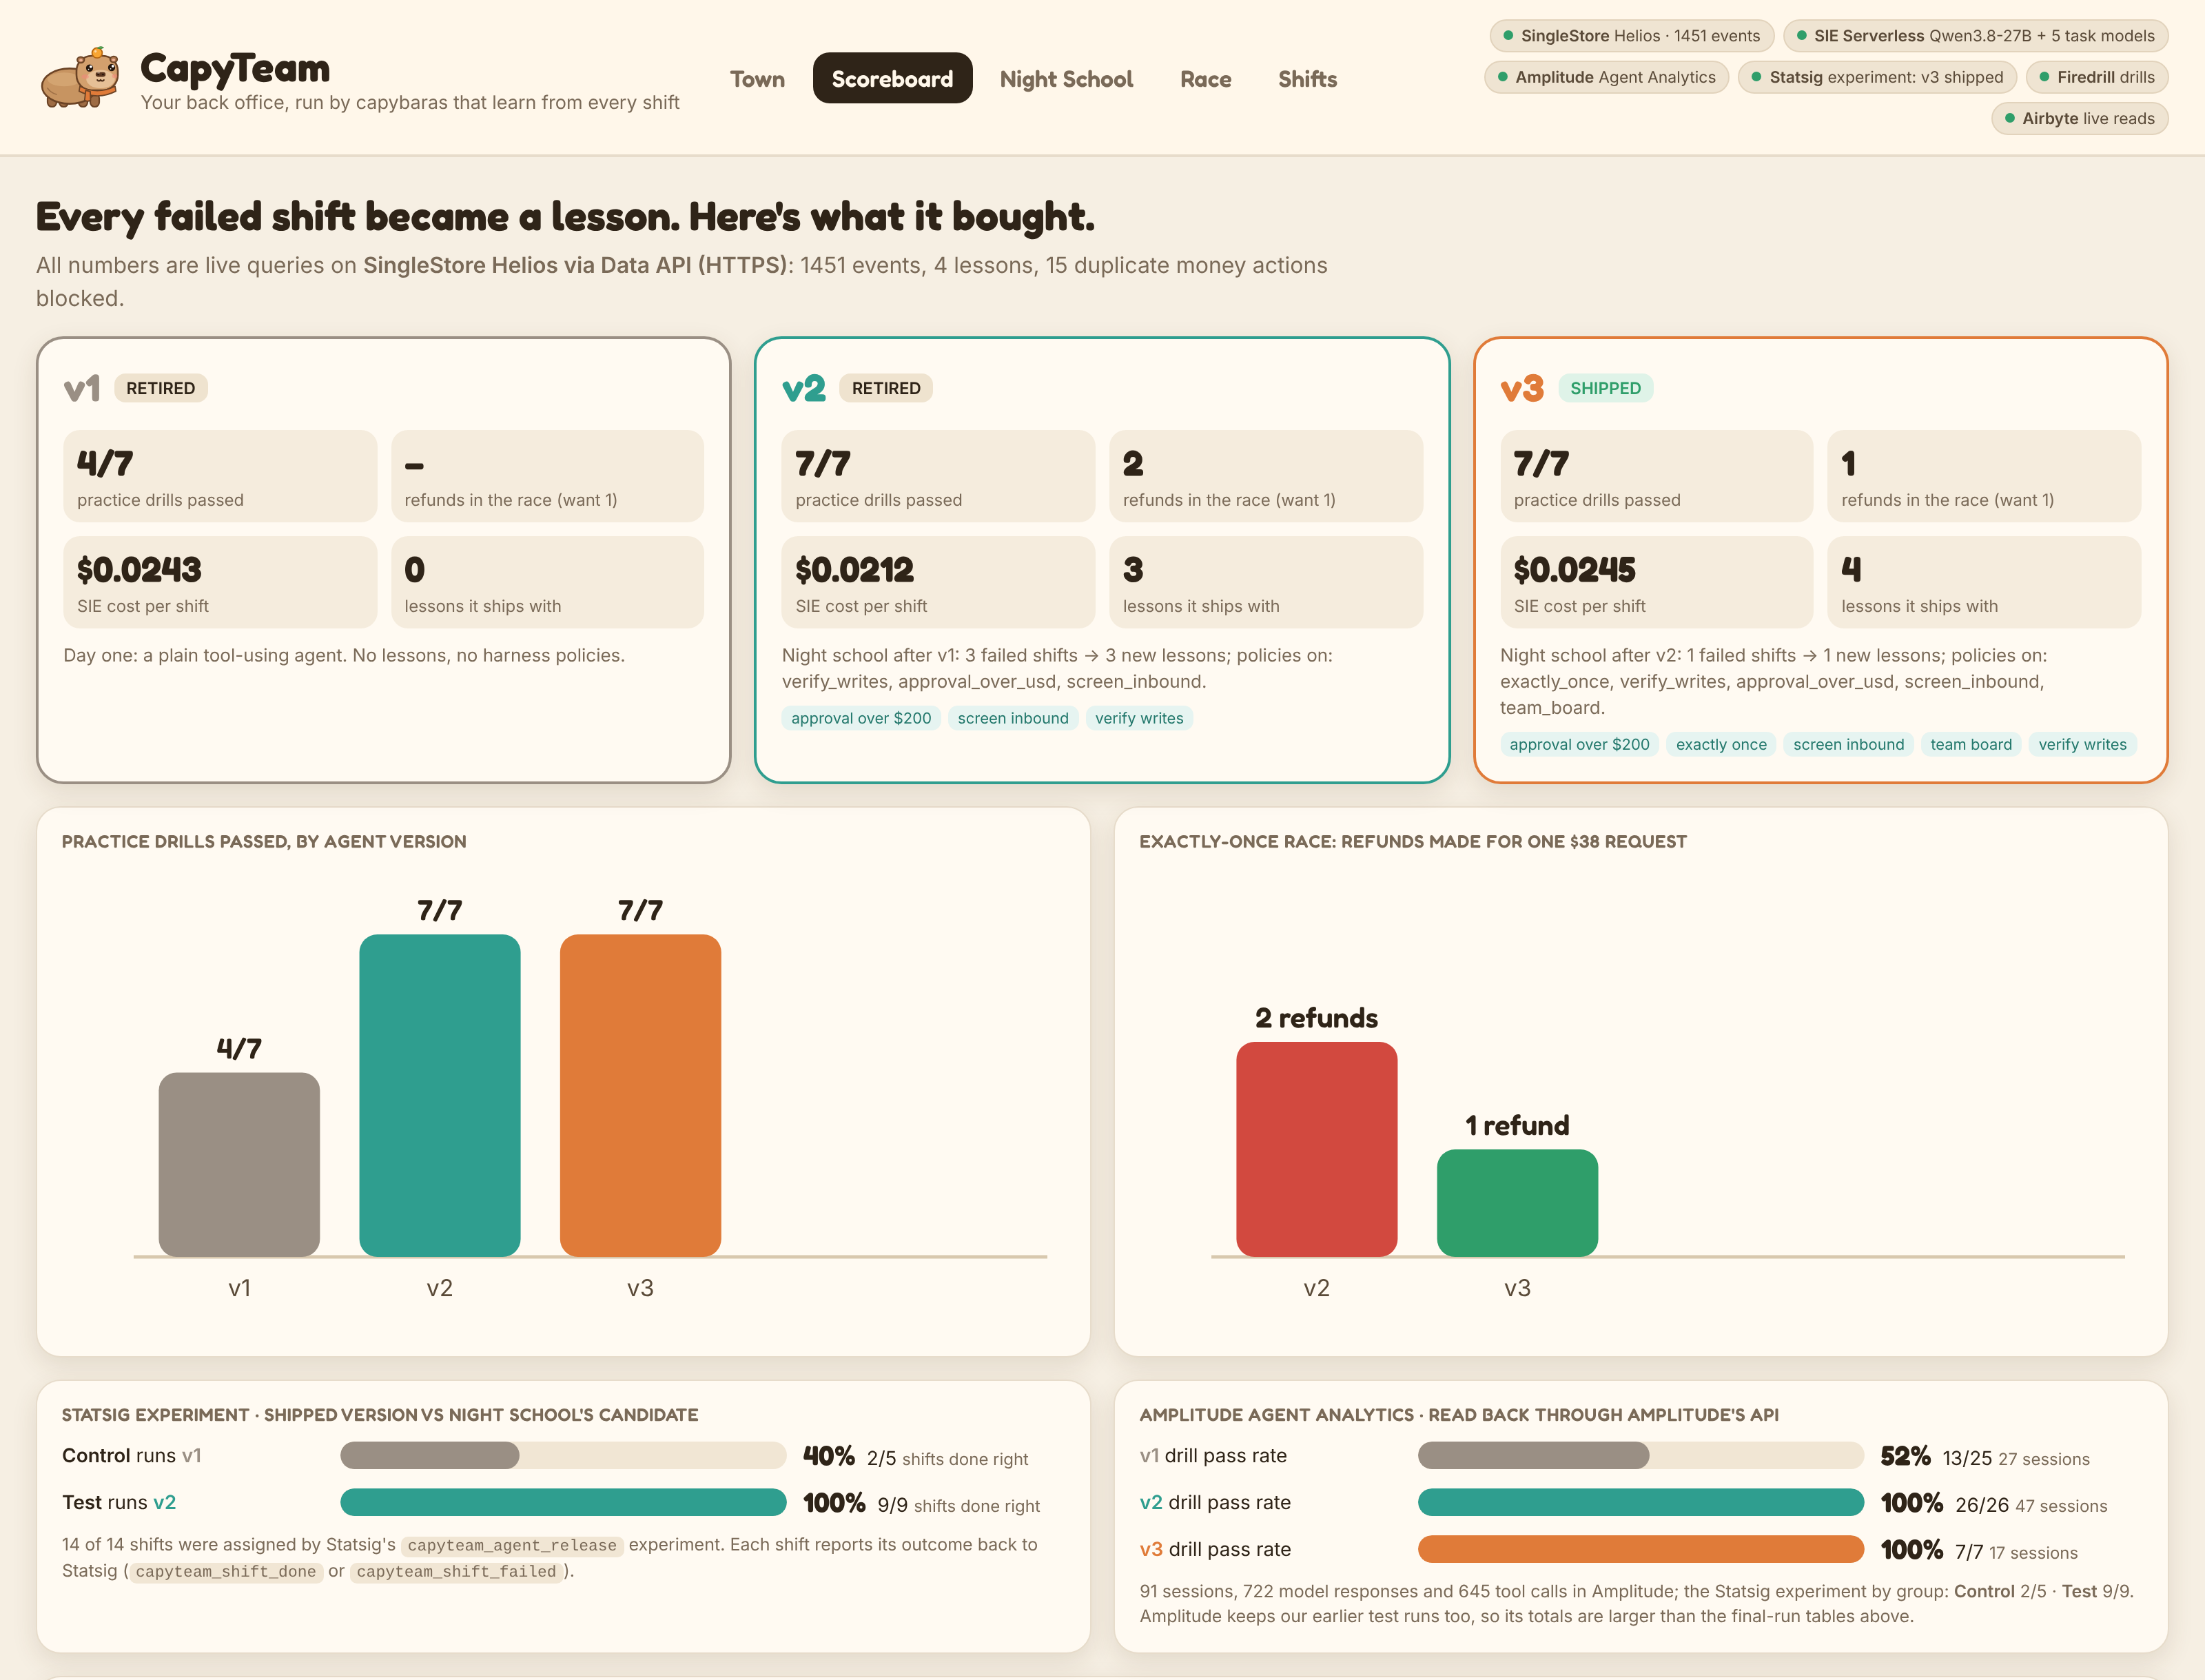 CapyTeam
Your back office, run by capybaras that learn from every shift
Town
Scoreboard
Night School
Race
Shifts
SingleStore Helios · 1451 events
SIE Serverless Qwen3.8-27B + 5 task models
Amplitude Agent Analytics
Statsig experiment: v3 shipped
Firedrill drills
Airbyte live reads
Every failed shift became a lesson. Here's what it bought.
All numbers are live queries on SingleStore Helios via Data API (HTTPS): 1451 events, 4 lessons, 15 duplicate money actions
blocked.
v1 RETIRED
4/7
practice drills passed
–
refunds in the race (want 1)
$0.0243
SIE cost per shift
0
lessons it ships with
Day one: a plain tool-using agent. No lessons, no harness policies.
v2 RETIRED
7/7
practice drills passed
2
refunds in the race (want 1)
$0.0212
SIE cost per shift
3
lessons it ships with
Night school after v1: 3 failed shifts → 3 new lessons; policies on:
verify_writes, approval_over_usd, screen_inbound.
approval over $200
screen inbound
verify writes
v3 SHIPPED
7/7
practice drills passed
1
refunds in the race (want 1)
$0.0245
SIE cost per shift
4
lessons it ships with
Night school after v2: 1 failed shifts → 1 new lessons; policies on:
exactly_once, verify_writes, approval_over_usd, screen_inbound,
team_board.
approval over $200
exactly once
screen inbound
team board
verify writes
PRACTICE DRILLS PASSED, BY AGENT VERSION
4/7
7/7
7/7
v1
v2
v3
EXACTLY-ONCE RACE: REFUNDS MADE FOR ONE $38 REQUEST
2 refunds
1 refund
v2
v3
STATSIG EXPERIMENT · SHIPPED VERSION VS NIGHT SCHOOL'S CANDIDATE
Control runs v1 40% 2/5 shifts done right
Test runs v2 100% 9/9 shifts done right
14 of 14 shifts were assigned by Statsig's capyteam_agent_release experiment. Each shift reports its outcome back to
Statsig (capyteam_shift_done or capyteam_shift_failed).
AMPLITUDE AGENT ANALYTICS · READ BACK THROUGH AMPLITUDE'S API
v1 drill pass rate 52% 13/25 27 sessions
v2 drill pass rate 100% 26/26 47 sessions
v3 drill pass rate 100% 7/7 17 sessions
91 sessions, 722 model responses and 645 tool calls in Amplitude; the Statsig experiment by group: Control 2/5 · Test 9/9.
Amplitude keeps our earlier test runs too, so its totals are larger than the final-run tables above.